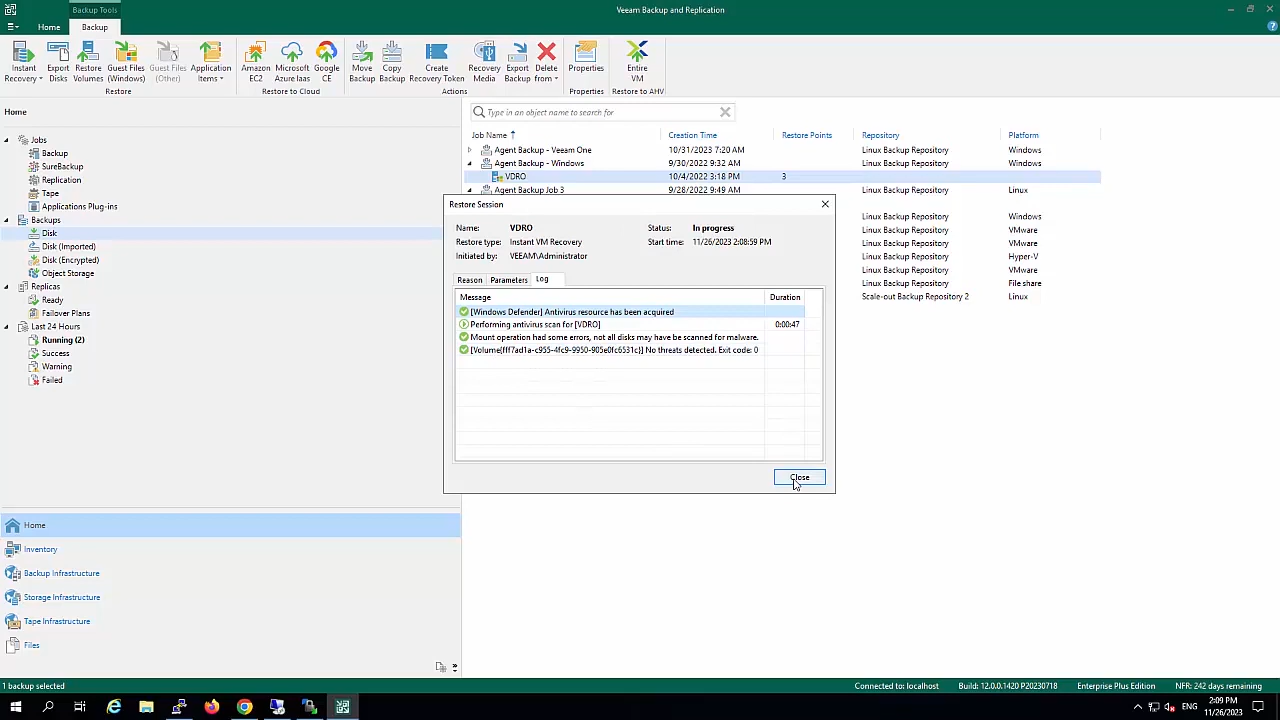 Backup Tools
Veeam Backup and Replication
Home
Backup
Instant Recovery
Export Disks
Restore Volumes
Guest Files (Windows)
Guest Files (Other)
Application Items
Amazon EC2
Microsoft Azure Iaas
Google CE
Move Backup
Copy Backup
Create Recovery Token
Recovery Media
Export Backup
Delete from
Properties
Entire VM
Restore
Restore to Cloud
Actions
Properties
Restore to AHV
Home
Type in an object name to search for
Job Name
Creation Time
Restore Points
Repository
Platform
Agent Backup - Veeam One 10/31/2023 7:20 AM Linux Backup Repository Windows
Agent Backup - Windows 9/30/2022 9:32 AM Linux Backup Repository Windows
VDRO 10/4/2022 3:18 PM 3
Agent Backup Job 3 9/28/2022 9:49 AM Linux Backup Repository Linux
Linux Backup Repository Windows
Linux Backup Repository VMware
Linux Backup Repository VMware
Linux Backup Repository Hyper-V
Linux Backup Repository VMware
Linux Backup Repository File share
Scale-out Backup Repository 2 Linux
Jobs
Backup
SureBackup
Replication
Tape
Applications Plug-ins
Backups
Disk
Disk (Imported)
Disk (Encrypted)
Object Storage
Replicas
Ready
Failover Plans
Last 24 Hours
Running (2)
Success
Warning
Failed
Restore Session
Name: VDRO Status: In progress
Restore type: Instant VM Recovery Start time: 11/26/2023 2:08:59 PM
Initiated by: VEEAM\Administrator
Reason Parameters Log
Message Duration
[Windows Defender] Antivirus resource has been acquired
Performing antivirus scan for [VDRO] 0:00:47
Mount operation had some errors, not all disks may have be scanned for malware.
[Volume{fff7ad1a-c955-4fc9-9950-905e0fc6531c}] No threats detected. Exit code: 0
Close
Home
Inventory
Backup Infrastructure
Storage Infrastructure
Tape Infrastructure
Files
1 backup selected
Connected to: localhost
Build: 12.0.0.1420 P20230718
Enterprise Plus Edition
NFR: 242 days remaining
ENG
2:09 PM
11/26/2023